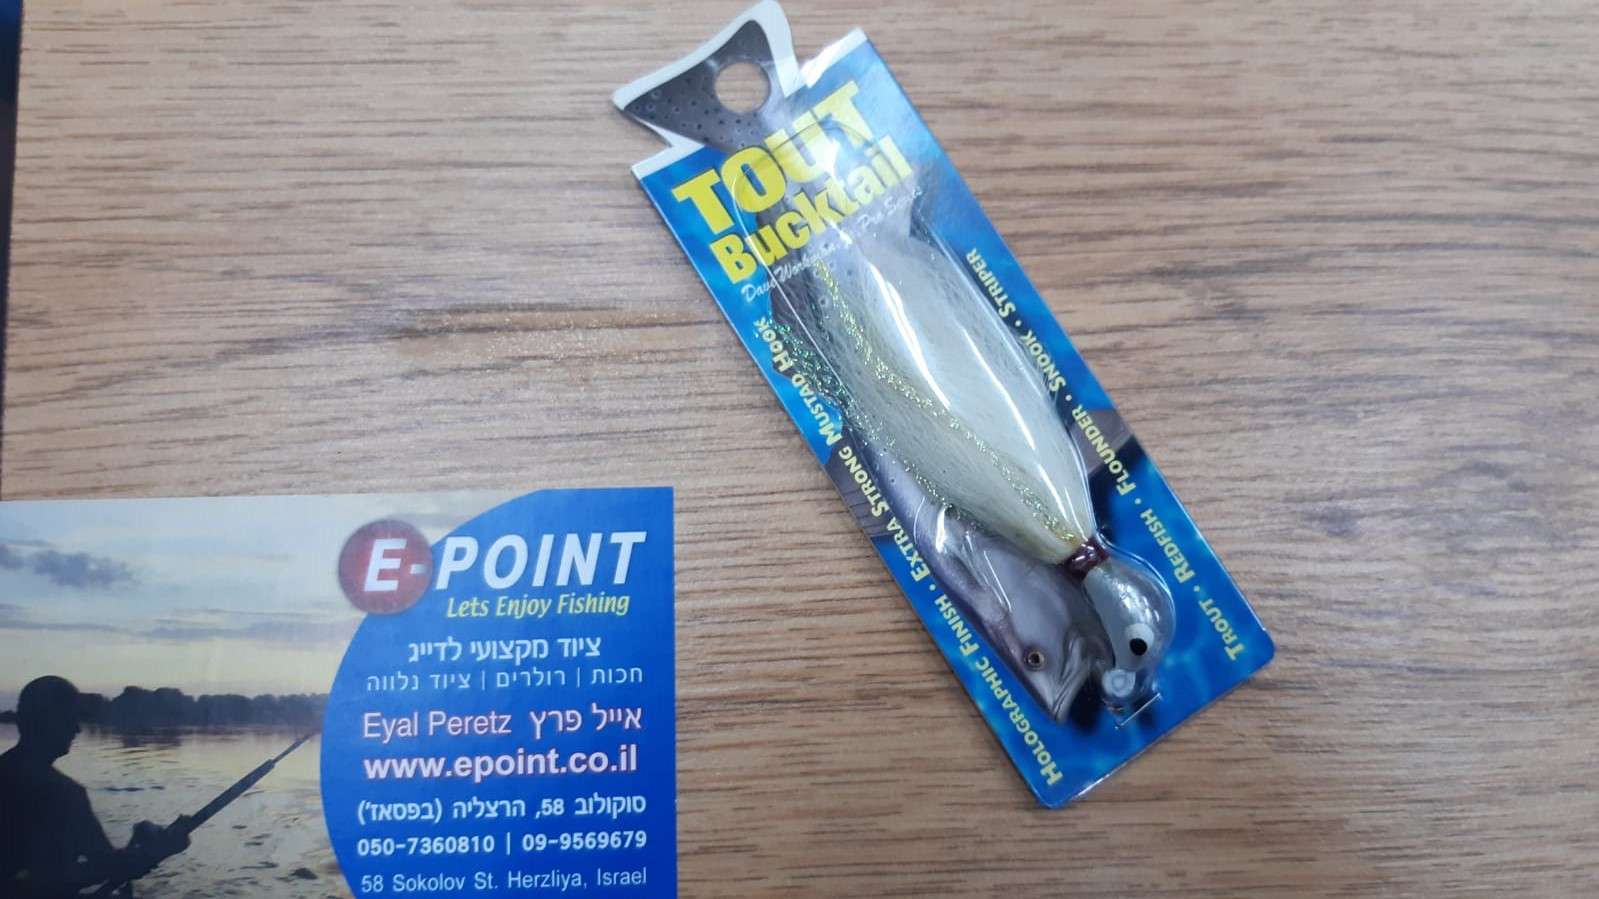 TOUT
Bucktail
EXTRA STRONG MUSTAD HOOK
HOLOGRAPHIC FINISH •
TROUT • REDFISH • FLOUNDER • SNOOK • STRIPER
E-POINT
Lets Enjoy Fishing
ציוד מקצועי לדייג
חכות | רולרים | ציוד נלווה
אייל פרץ Eyal Peretz
www.epoint.co.il
סוקולוב 58, הרצליה (בפסאז')
050-7360810 | 09-9569679
58 Sokolov St. Herzliya, Israel